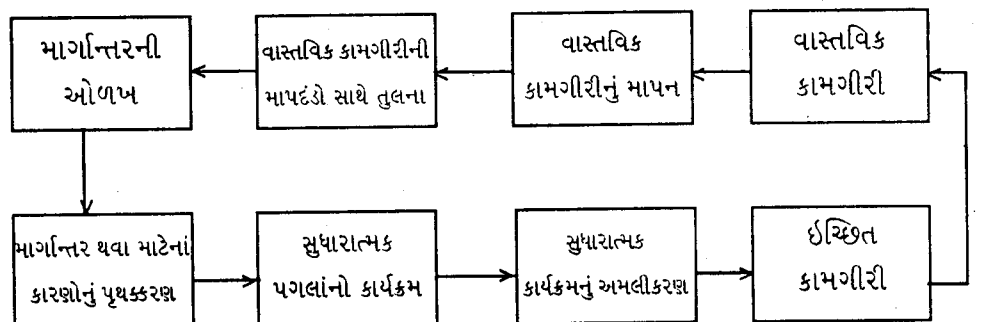 માર્ગાન્તરની
ઓળખ
વાસ્તવિક કામગીરીની
માપદંડો સાથે તુલના
વાસ્તવિક
કામગીરીનું માપન
વાસ્તવિક
કામગીરી
માર્ગાન્તર થવા માટેનાં
કારણોનું પૃથક્કરણ
સુધારાત્મક
પગલાંનો કાર્યક્રમ
સુધારાત્મક
કાર્યક્રમનું અમલીકરણ
ઇચ્છિત
કામગીરી